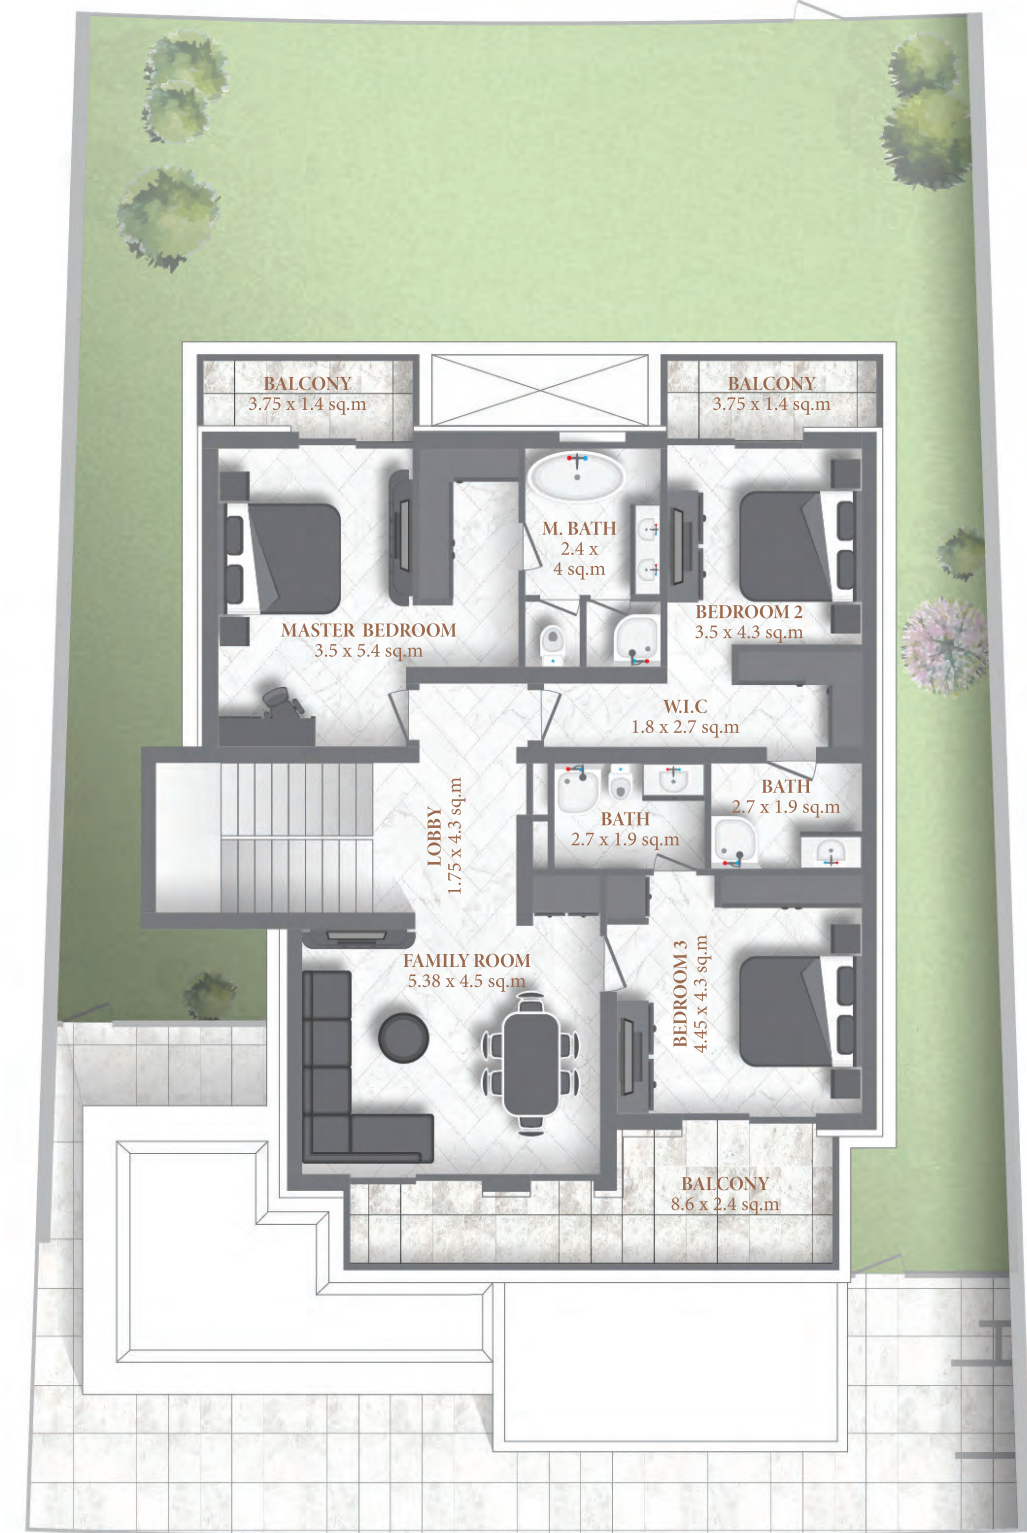 BALCONY
3.75 x 1.4 sq.m
BALCONY
3.75 x 1.4 sq.m
M. BATH
2.4 x
4 sq.m
MASTER BEDROOM
3.5 x 5.4 sq.m
BEDROOM 2
3.5 x 4.3 sq.m
W.I.C
1.8 x 2.7 sq.m
LOBBY
1.75 x 4.3 sq.m
BATH
2.7 x 1.9 sq.m
BATH
2.7 x 1.9 sq.m
FAMILY ROOM
5.38 x 4.5 sq.m
BEDROOM 3
4.45 x 4.3 sq.m
BALCONY
8.6 x 2.4 sq.m